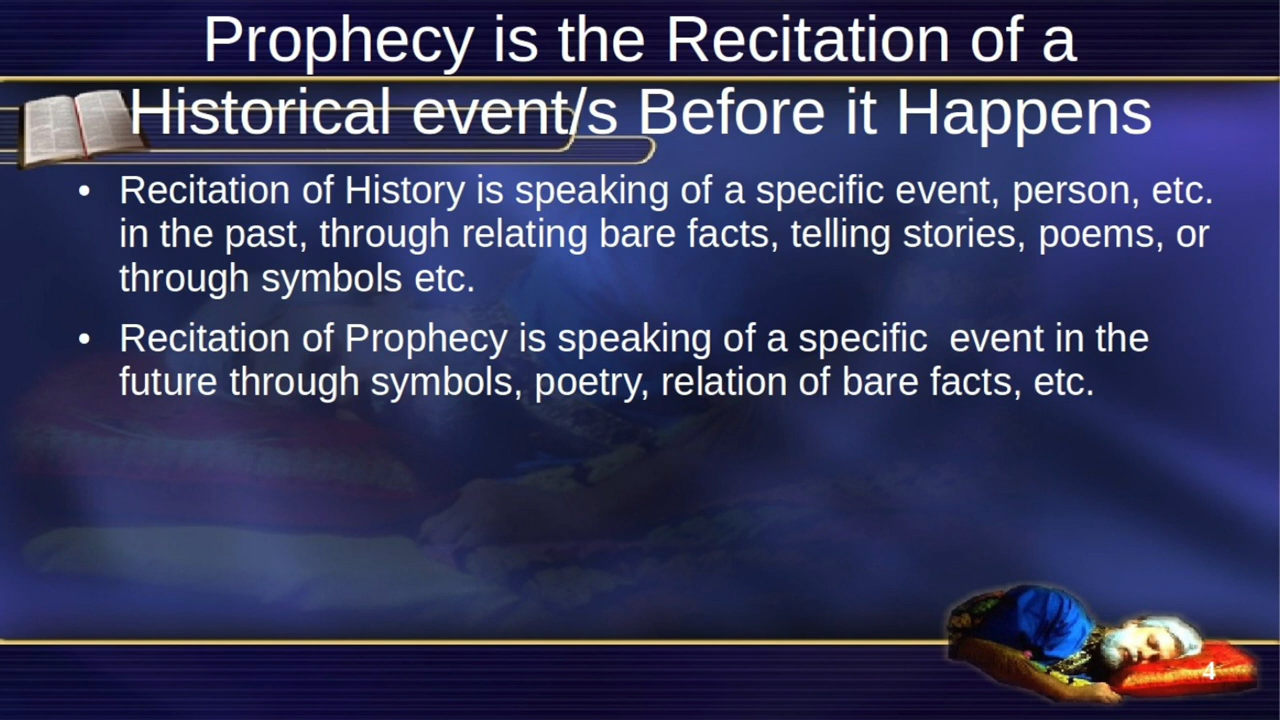 Prophecy is the Recitation of a
Historical event/s Before it Happens
• Recitation of History is speaking of a specific event, person, etc.
in the past, through relating bare facts, telling stories, poems, or
through symbols etc.
• Recitation of Prophecy is speaking of a specific  event in the
future through symbols, poetry, relation of bare facts, etc.
4